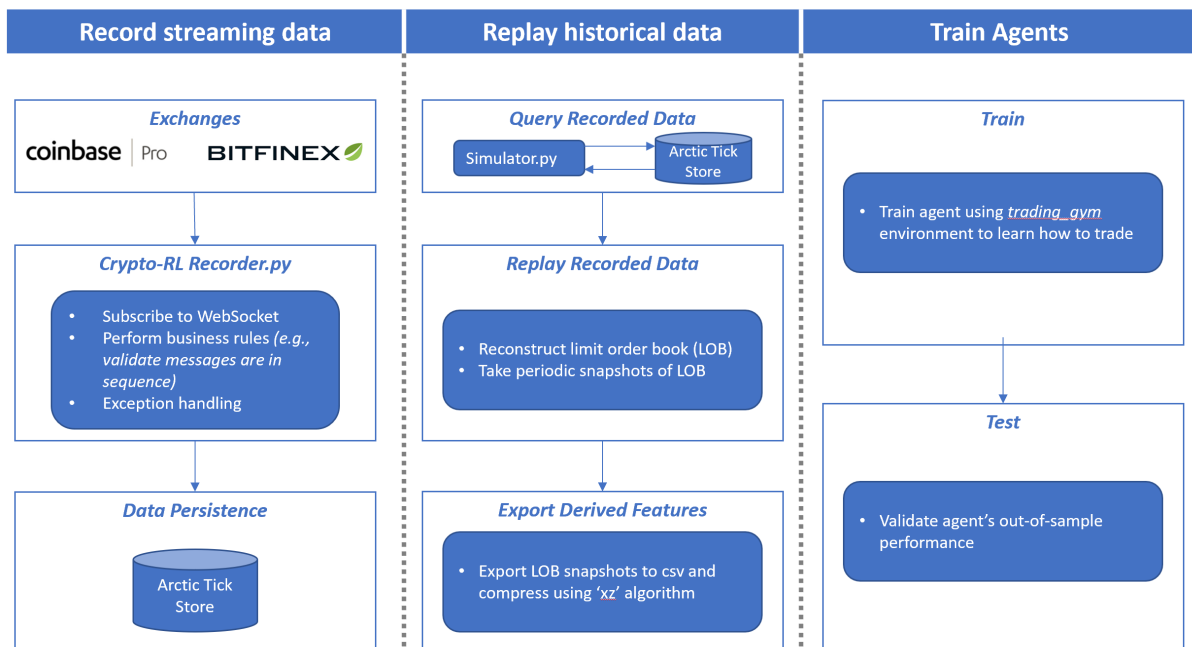 Record streaming data
Replay historical data
Train Agents
Exchanges
coinbase | Pro
BITFINEX
Crypto-RL Recorder.py
• Subscribe to WebSocket
• Perform business rules (e.g.,
validate messages are in
sequence)
• Exception handling
Data Persistence
Arctic Tick
Store
Query Recorded Data
Simulator.py
Arctic Tick
Store
Replay Recorded Data
• Reconstruct limit order book (LOB)
• Take periodic snapshots of LOB
Export Derived Features
• Export LOB snapshots to csv and
compress using ‘xz’ algorithm
Train
• Train agent using trading_gym
environment to learn how to trade
Test
• Validate agent’s out-of-sample
performance